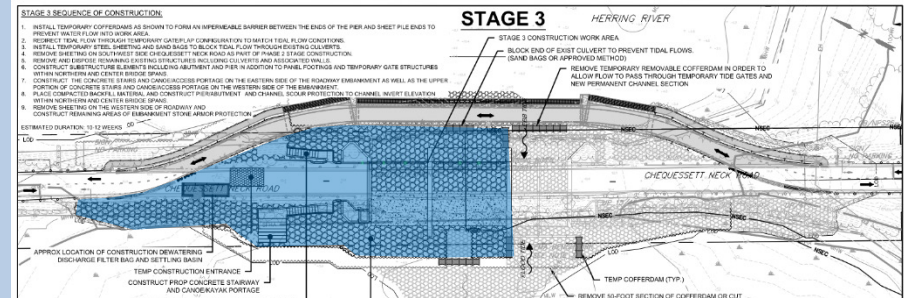 STAGE 3 SEQUENCE OF CONSTRUCTION:
1. INSTALL TEMPORARY COFFERDAMS AS SHOWN TO FORM AN IMPERMEABLE BARRIER BETWEEN THE ENDS OF THE PIER AND SHEET PILE ENDS TO
PREVENT WATER FLOW INTO WORK AREA.
2. REDIRECT TIDAL FLOW THROUGH TEMPORARY GATE/FLAP CONFIGURATION TO MATCH TIDAL FLOW CONDITIONS.
3. INSTALL TEMPORARY STEEL SHEETING AND SAND BAGS TO BLOCK TIDAL FLOW THROUGH EXISTING CULVERTS.
4. REMOVE SHEETING ON SOUTHWEST SIDE CHEQUESSETT NECK ROAD AS PART OF PHASE 2 STAGE CONSTRUCTION.
5. REMOVE AND DISPOSE REMAINING EXISTING STRUCTURES INCLUDING CULVERTS AND ASSOCIATED WALLS.
6. CONSTRUCT SUBSTRUCTURE ELEMENTS INCLUDING ABUTMENT AND PIER IN ADDITION TO PANEL FOOTINGS AND TEMPORARY GATE STRUCTURES
WITHIN NORTHERN AND CENTER BRIDGE SPANS.
7. CONSTRUCT THE CONCRETE STAIRS AND CANOE/ACCESS PORTAGE ON THE EASTERN SIDE OF THE ROADWAY EMBANKMENT AS WELL AS THE UPPER
PORTION OF CONCRETE STAIRS AND CANOE/ACCESS PORTAGE ON THE WESTERN SIDE OF THE EMBANKMENT.
8. PLACE COMPACTED BACKFILL MATERIAL AND CONSTRUCT PIER/ABUTMENT AND CHANNEL SCOUR PROTECTION TO CHANNEL INVERT ELEVATION
WITHIN NORTHERN AND CENTER BRIDGE SPANS.
9. REMOVE SHEETING ON THE WESTERN SIDE OF ROADWAY AND
CONSTRUCT REMAINING AREAS OF EMBANKMENT STONE ARMOR PROTECTION.
ESTIMATED DURATION: 10-12 WEEKS
STAGE 3
HERRING RIVER
STAGE 3 CONSTRUCTION WORK AREA
BLOCK END OF EXIST CULVERT TO PREVENT TIDAL FLOWS.
(SAND BAGS OR APPROVED METHOD)
REMOVE TEMPORARY REMOVABLE COFFERDAM IN ORDER TO
ALLOW FLOW TO PASS THROUGH TEMPORARY TIDE GATES AND
NEW PERMANENT CHANNEL SECTION
LOD
NSEC
NSEC
NO PARKING
CHEQUESSETT NECK ROAD
CHEQUESSETT NECK ROAD
NSEC
NSEC
APPROX LOCATION OF CONSTRUCTION DEWATERING
DISCHARGE FILTER BAG AND SETTLING BASIN
LOD
TEMP CONSTRUCTION ENTRANCE
CONSTRUCT PROP CONCRETE STAIRWAY
AND CANOE/KAYAK PORTAGE
LOD
TEMP COFFERDAM (TYP.)
REMOVE 50-FOOT SECTION OF COFFERDAM OR CUT